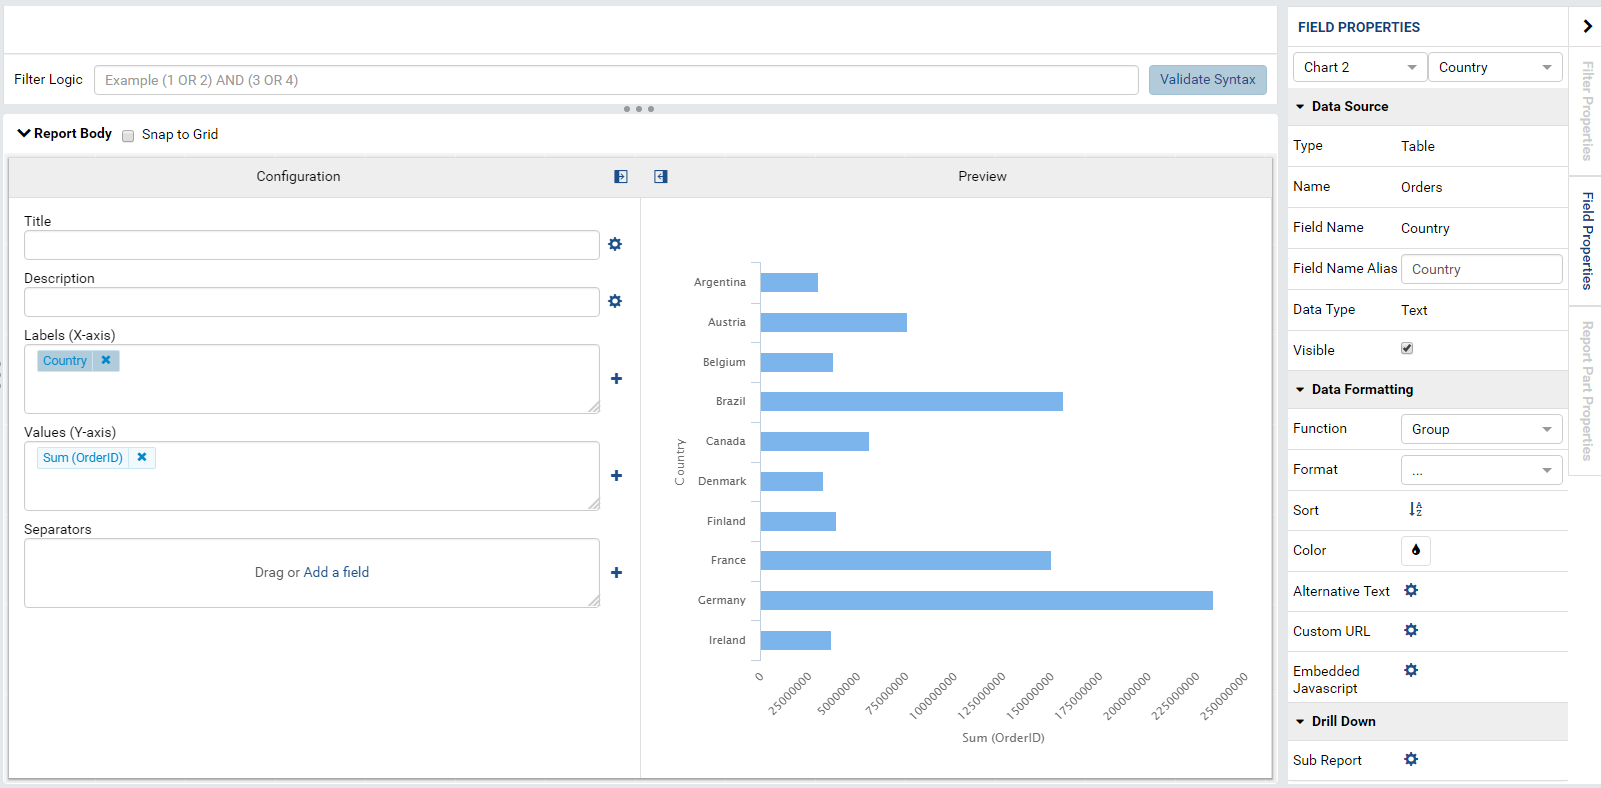 Filter Logic
Example (1 OR 2) AND (3 OR 4)
Validate Syntax
Report Body
Snap to Grid
Configuration
Preview
Title
Description
Labels (X-axis)
Country
Values (Y-axis)
Sum (OrderID)
Separators
Drag or Add a field
Country
Argentina
Austria
Belgium
Brazil
Canada
Denmark
Finland
France
Germany
Ireland
0
25000000
50000000
75000000
100000000
125000000
150000000
175000000
200000000
225000000
250000000
Sum (OrderID)
FIELD PROPERTIES
Chart 2
Country
Data Source
Type Table
Name Orders
Field Name Country
Field Name Alias Country
Data Type Text
Visible
Data Formatting
Function Group
Format ...
Sort
A
Z
Color
Alternative Text
Custom URL
Embedded
Javascript
Drill Down
Sub Report
Filter Properties
Field Properties
Report Part Properties